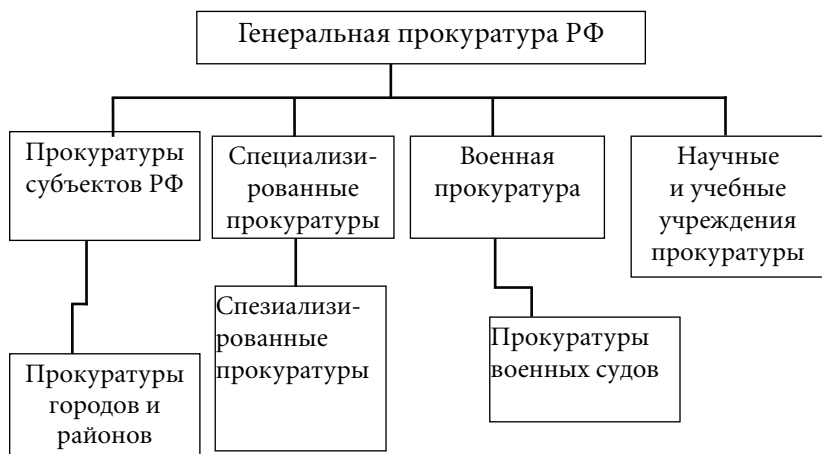 Генеральная прокуратура РФ
Прокуратуры
субъектов РФ
Специализи-
рованные
прокуратуры
Военная
прокуратура
Научные
и учебные
учреждения
прокуратуры
Прокуратуры
городов и
районов
Спезиализи-
рованные
прокуратуры
Прокуратуры
военных судов